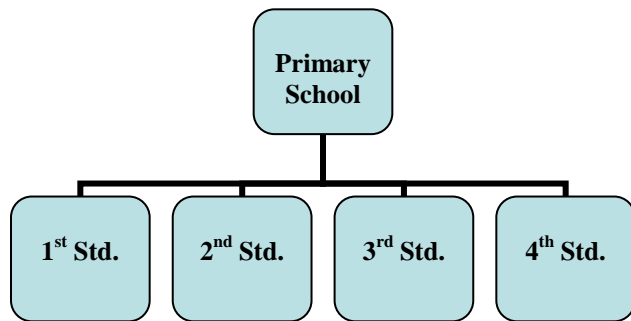 Primary
School
1st Std.
2nd Std.
3rd Std.
4th Std.